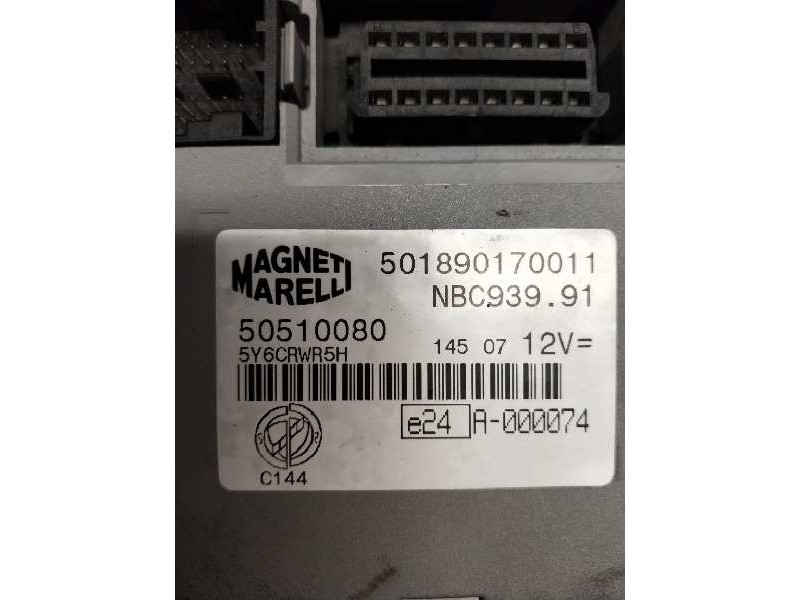 MAGNETI
MARELLI
501890170011
NBC939.91
50510080
5Y6CRWR5H
145 07 12V=
e24 A-000074
C144